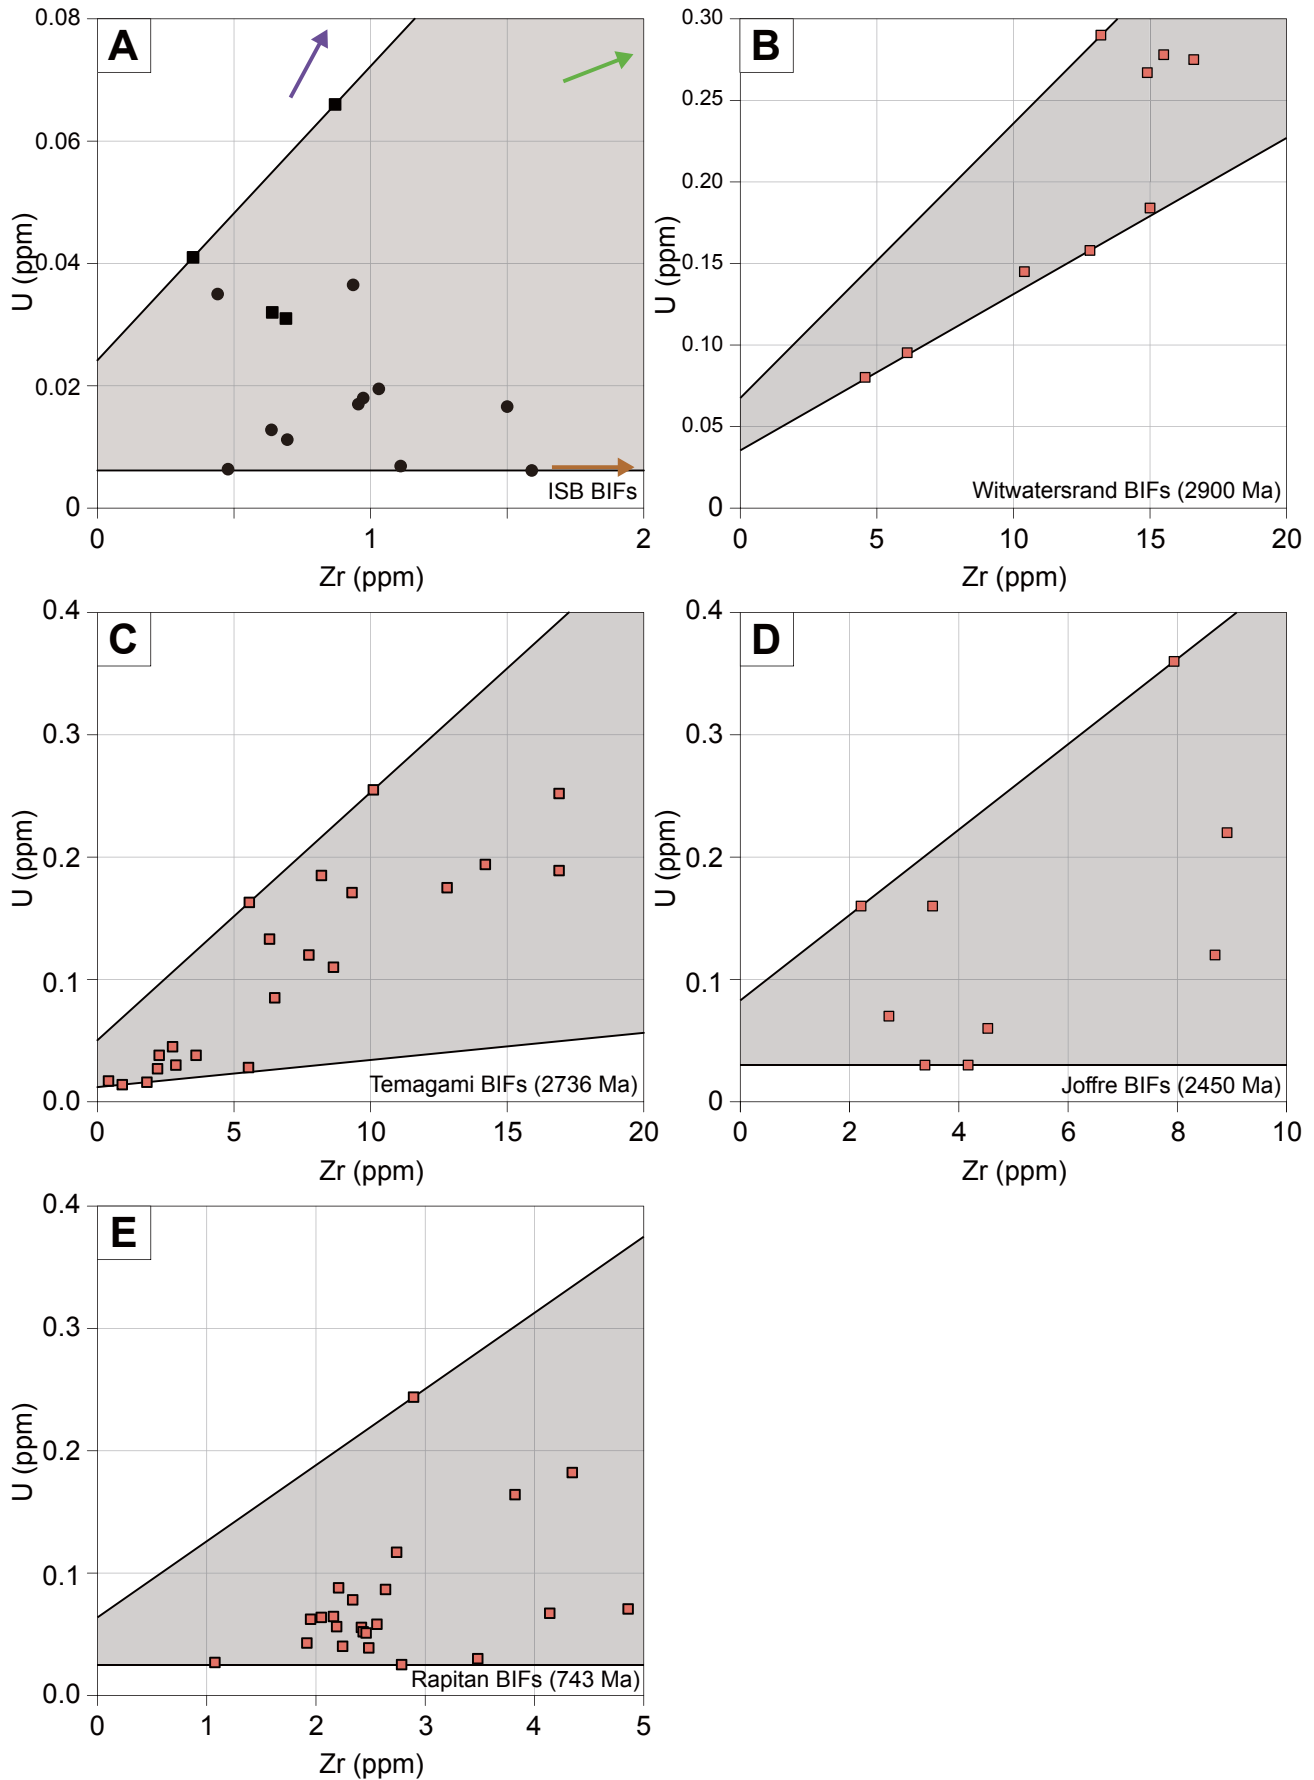 A
0.08
0.06
0.04
0.02
0
U (ppm)
ISB BIFs
0
1
2
Zr (ppm)
B
0.30
0.25
0.20
0.15
0.10
0.05
0
U (ppm)
Witwatersrand BIFs (2900 Ma)
0
5
10
15
20
Zr (ppm)
C
0.4
0.3
0.2
0.1
0.0
U (ppm)
Temagami BIFs (2736 Ma)
0
5
10
15
20
Zr (ppm)
D
0.4
0.3
0.2
0.1
0
U (ppm)
Joffre BIFs (2450 Ma)
0
2
4
6
8
10
Zr (ppm)
E
0.4
0.3
0.2
0.1
0.0
U (ppm)
Rapitan BIFs (743 Ma)
0
1
2
3
4
5
Zr (ppm)